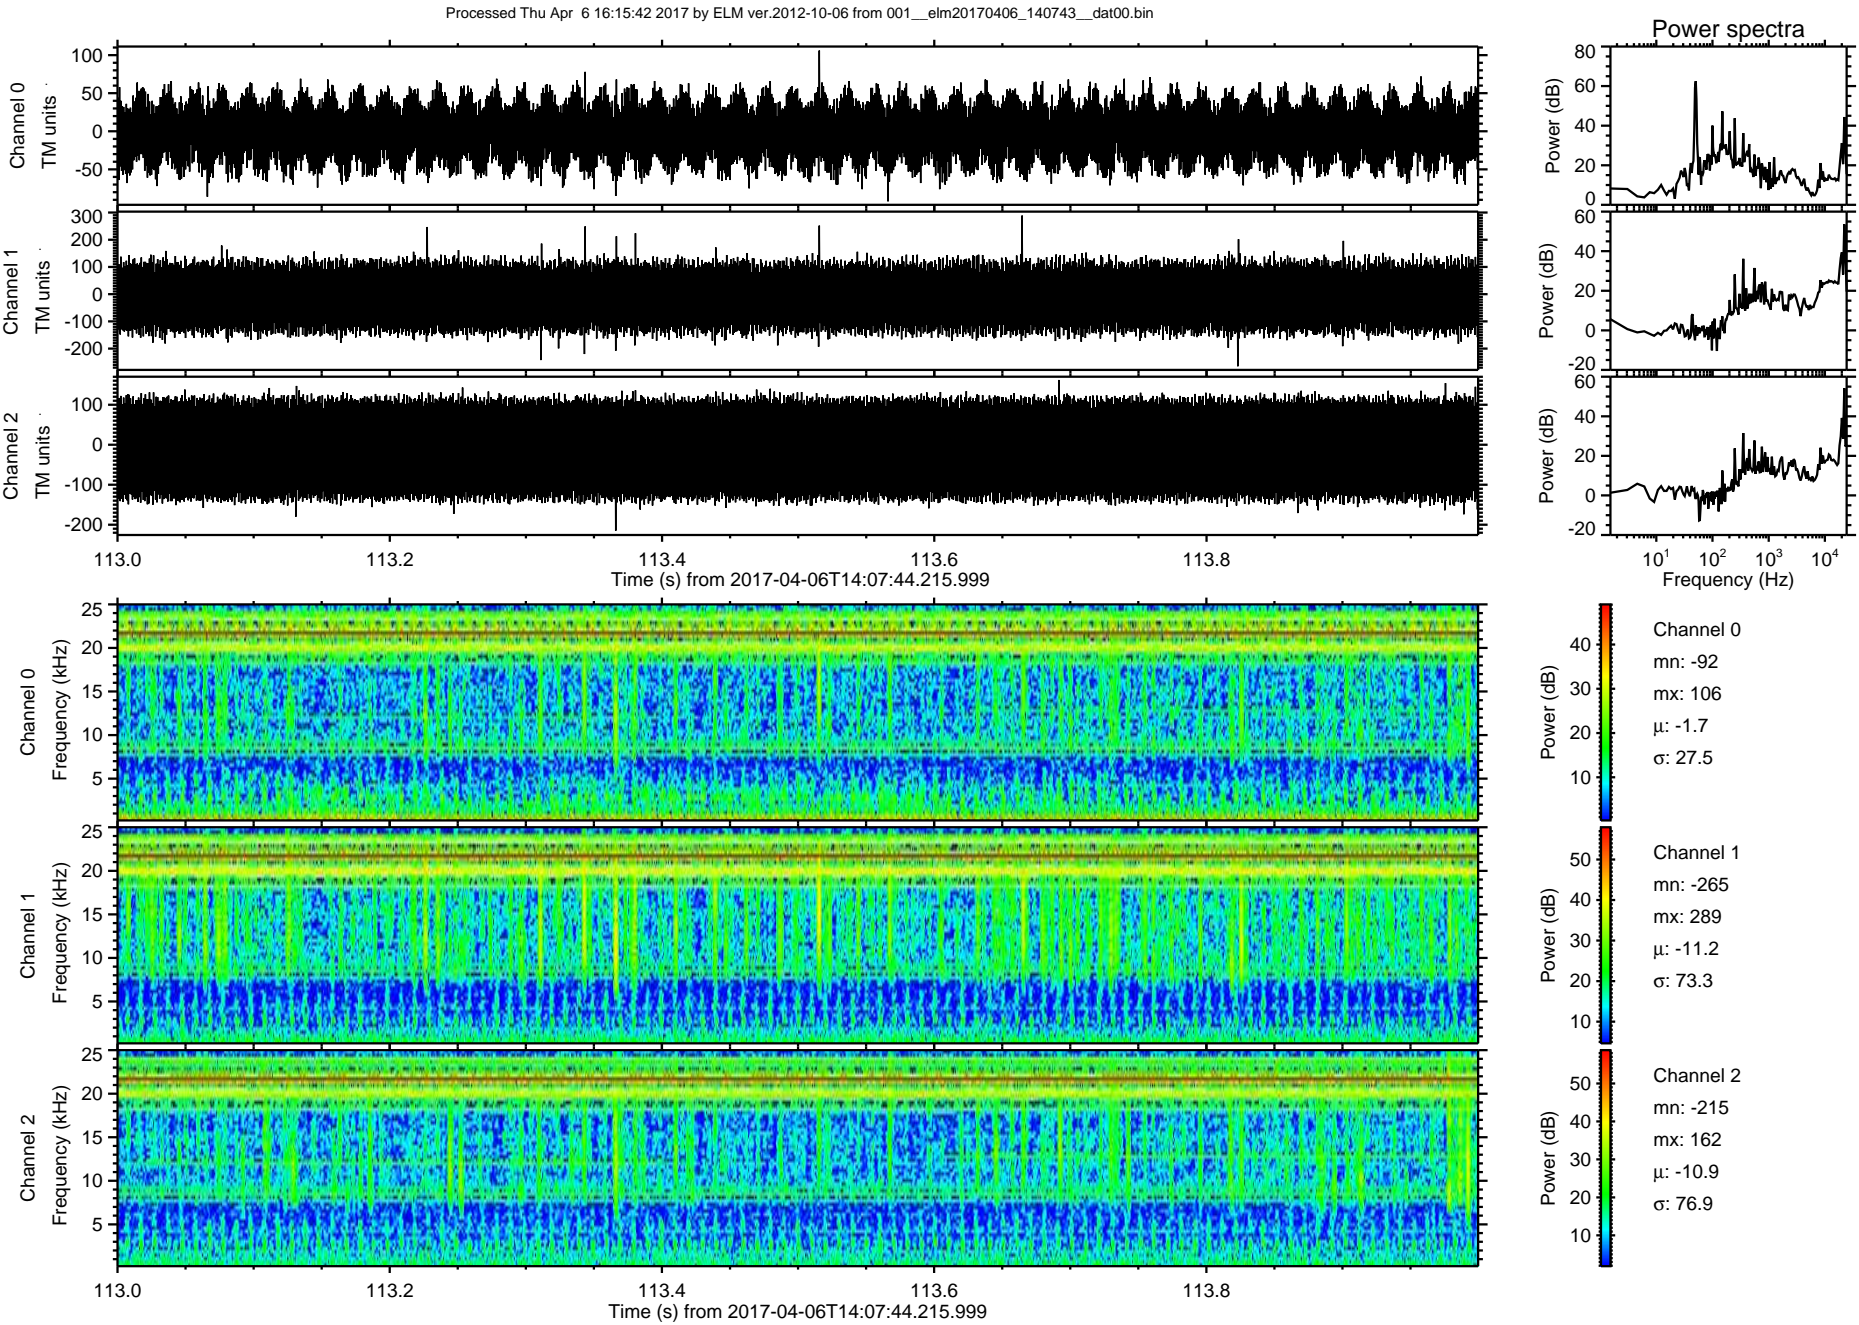 Processed Thu Apr  6 16:15:42 2017 by ELM ver.2012-10-06 from 001__elm20170406_140743__dat00.bin
Power spectra
Channel 0
TM units
100
50
0
-50
Power (dB)
80
60
40
20
0
Channel 1
TM units
300
200
100
0
-100
-200
Power (dB)
60
40
20
0
-20
Channel 2
TM units
100
0
-100
-200
Power (dB)
60
40
20
0
-20
113.0 113.2 113.4 113.6 113.8
Time (s) from 2017-04-06T14:07:44.215.999
10¹ 10² 10³ 10⁴
Frequency (Hz)
Channel 0
Frequency (kHz)
25
20
15
10
5
Power (dB)
40
30
20
10
Channel 0
mn: -92
mx: 106
μ: -1.7
σ: 27.5
Channel 1
Frequency (kHz)
25
20
15
10
5
Power (dB)
50
40
30
20
10
Channel 1
mn: -265
mx: 289
μ: -11.2
σ: 73.3
Channel 2
Frequency (kHz)
25
20
15
10
5
Power (dB)
50
40
30
20
10
Channel 2
mn: -215
mx: 162
μ: -10.9
σ: 76.9
113.0 113.2 113.4 113.6 113.8
Time (s) from 2017-04-06T14:07:44.215.999